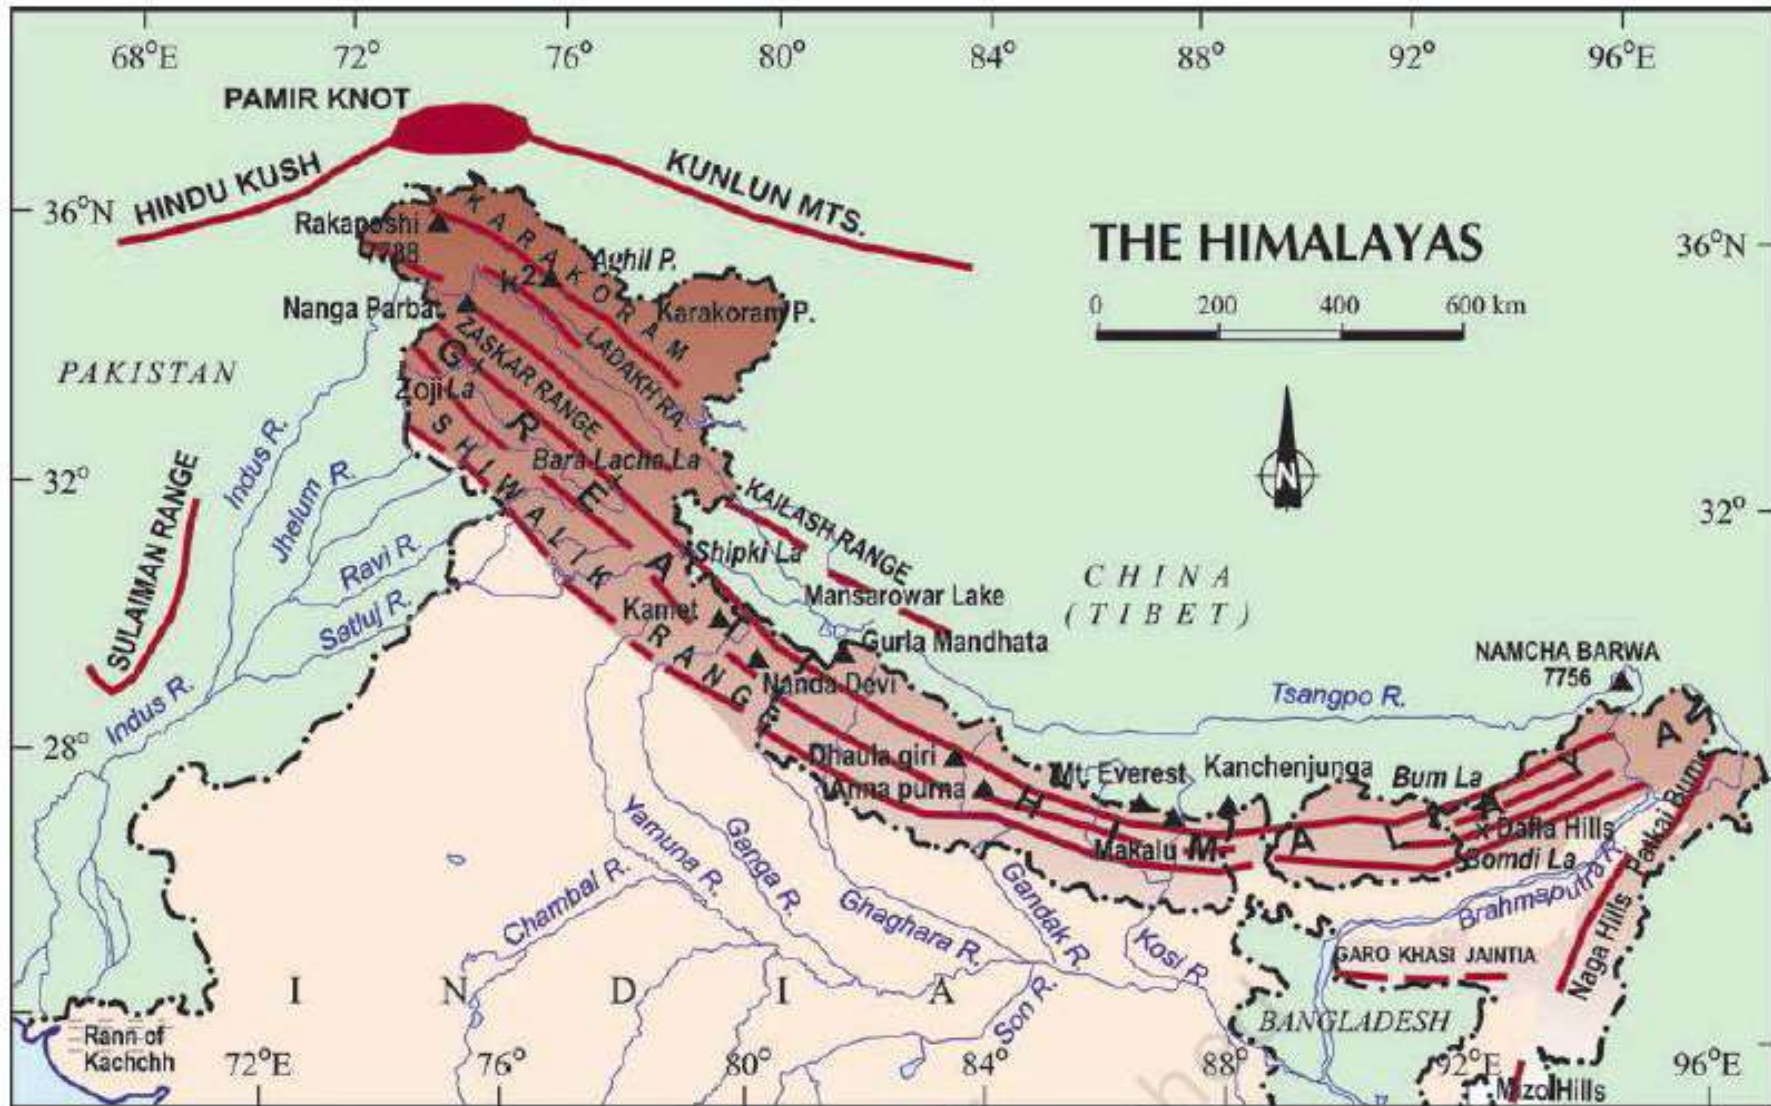 68°E 72° 76° 80° 84° 88° 92° 96°E
PAMIR KNOT
HINDU KUSH
KUNLUN MTS.
36°N
36°N
THE HIMALAYAS
0 200 400 600 km
Rakaposhi
7788
KARAKORAM
Aghil P.
K2
Nanga Parbat
Karakoram P.
LADAKH RA.
ZASKAR RANGE
PAKISTAN
Zoji La
GREAT HIMALAYA
SHIWALIK RANGE
Bara Lacha La
32°
32°
N
SULAIMAN RANGE
Indus R.
Jhelum R.
Ravi R.
Satluj R.
Indus R.
KAILASH RANGE
Shipki La
CHINA
(TIBET)
Mansarowar Lake
Kamet
Gurla Mandhata
Nanda Devi
NAMCHA BARWA
7756
Tsangpo R.
28°
Dhaula giri
Anna purna
Mt. Everest
Kanchenjunga
Bum La
Makalu
x Dafla Hills
Bomdi La
Patkai Bum
Brahmaputra R.
Naga Hills
GARO KHASI JAINTIA
Yamuna R.
Ganga R.
Chambal R.
Ghaghara R.
Gandak R.
Kosi R.
Son R.
INDIA
BANGLADESH
Rann of
Kachchh
72°E 76° 80° 84° 88° 92°E 96°E
Mizo Hills